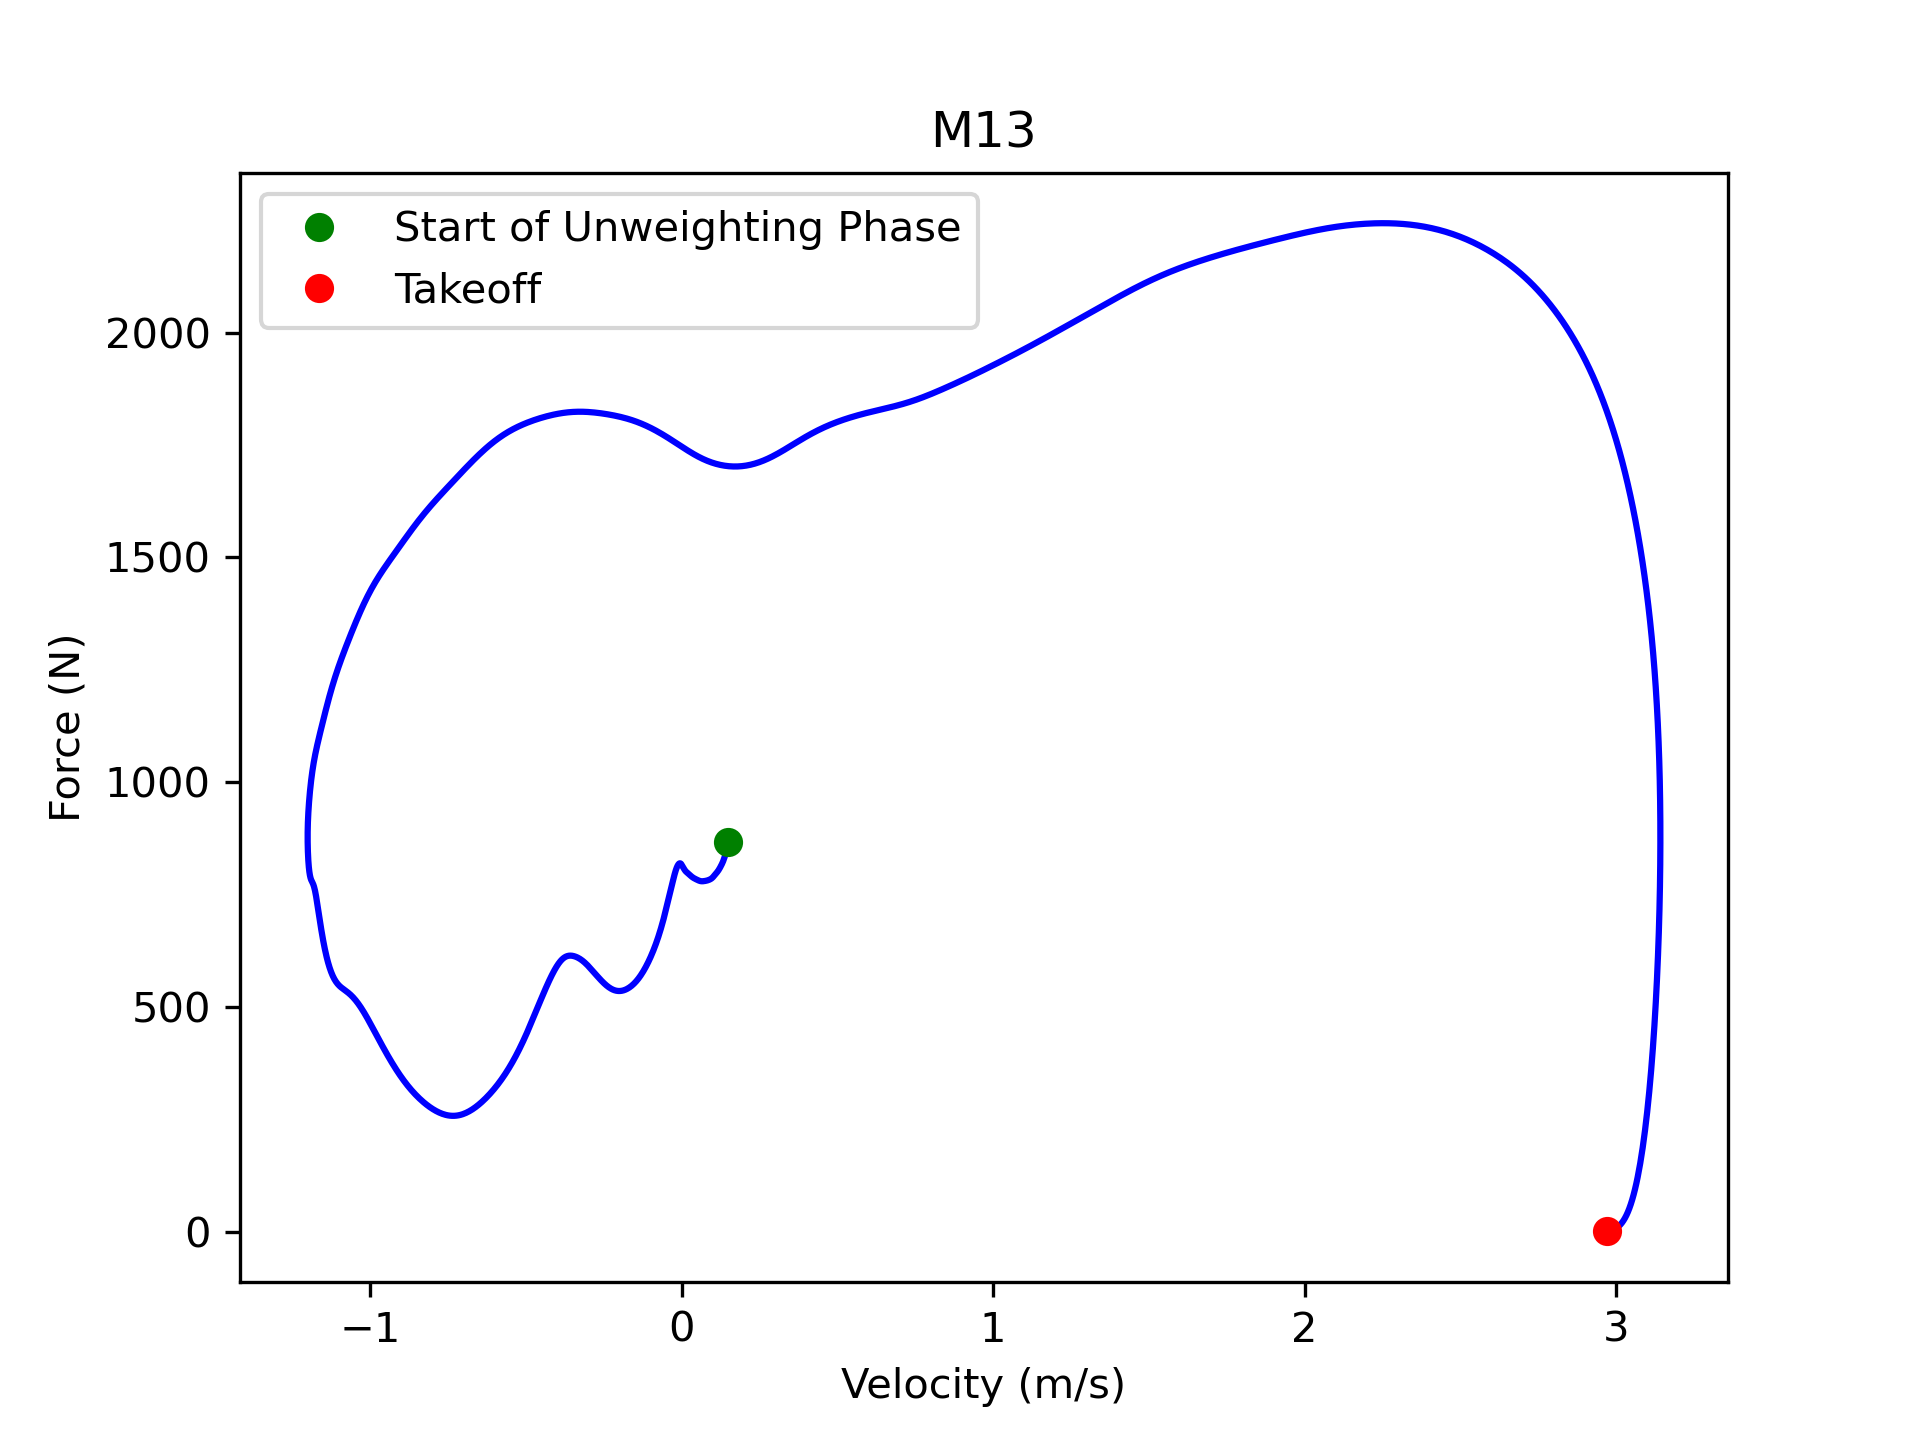 M13
Start of Unweighting Phase
Takeoff
Force (N)
2000
1500
1000
500
0
−1 0 1 2 3
Velocity (m/s)